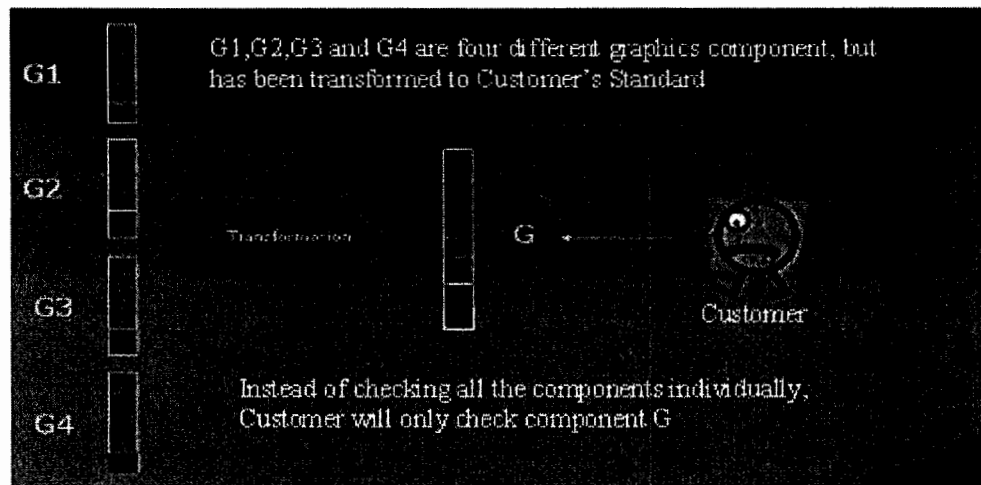 G1,G2,G3 and G4 are four different graphics component, but
has been transformed to Customer's Standard
G1
G2
Transformation
G
G3
Customer
Instead of checking all the components individually,
Customer will only check component G
G4